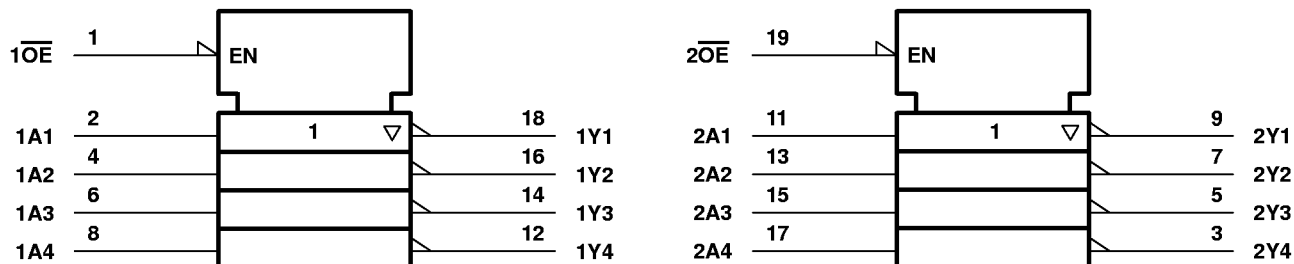 1O̅E̅ 1 EN
1A1 2 1 ▽ 18 1Y1
1A2 4 16 1Y2
1A3 6 14 1Y3
1A4 8 12 1Y4
2O̅E̅ 19 EN
2A1 11 1 ▽ 9 2Y1
2A2 13 7 2Y2
2A3 15 5 2Y3
2A4 17 3 2Y4